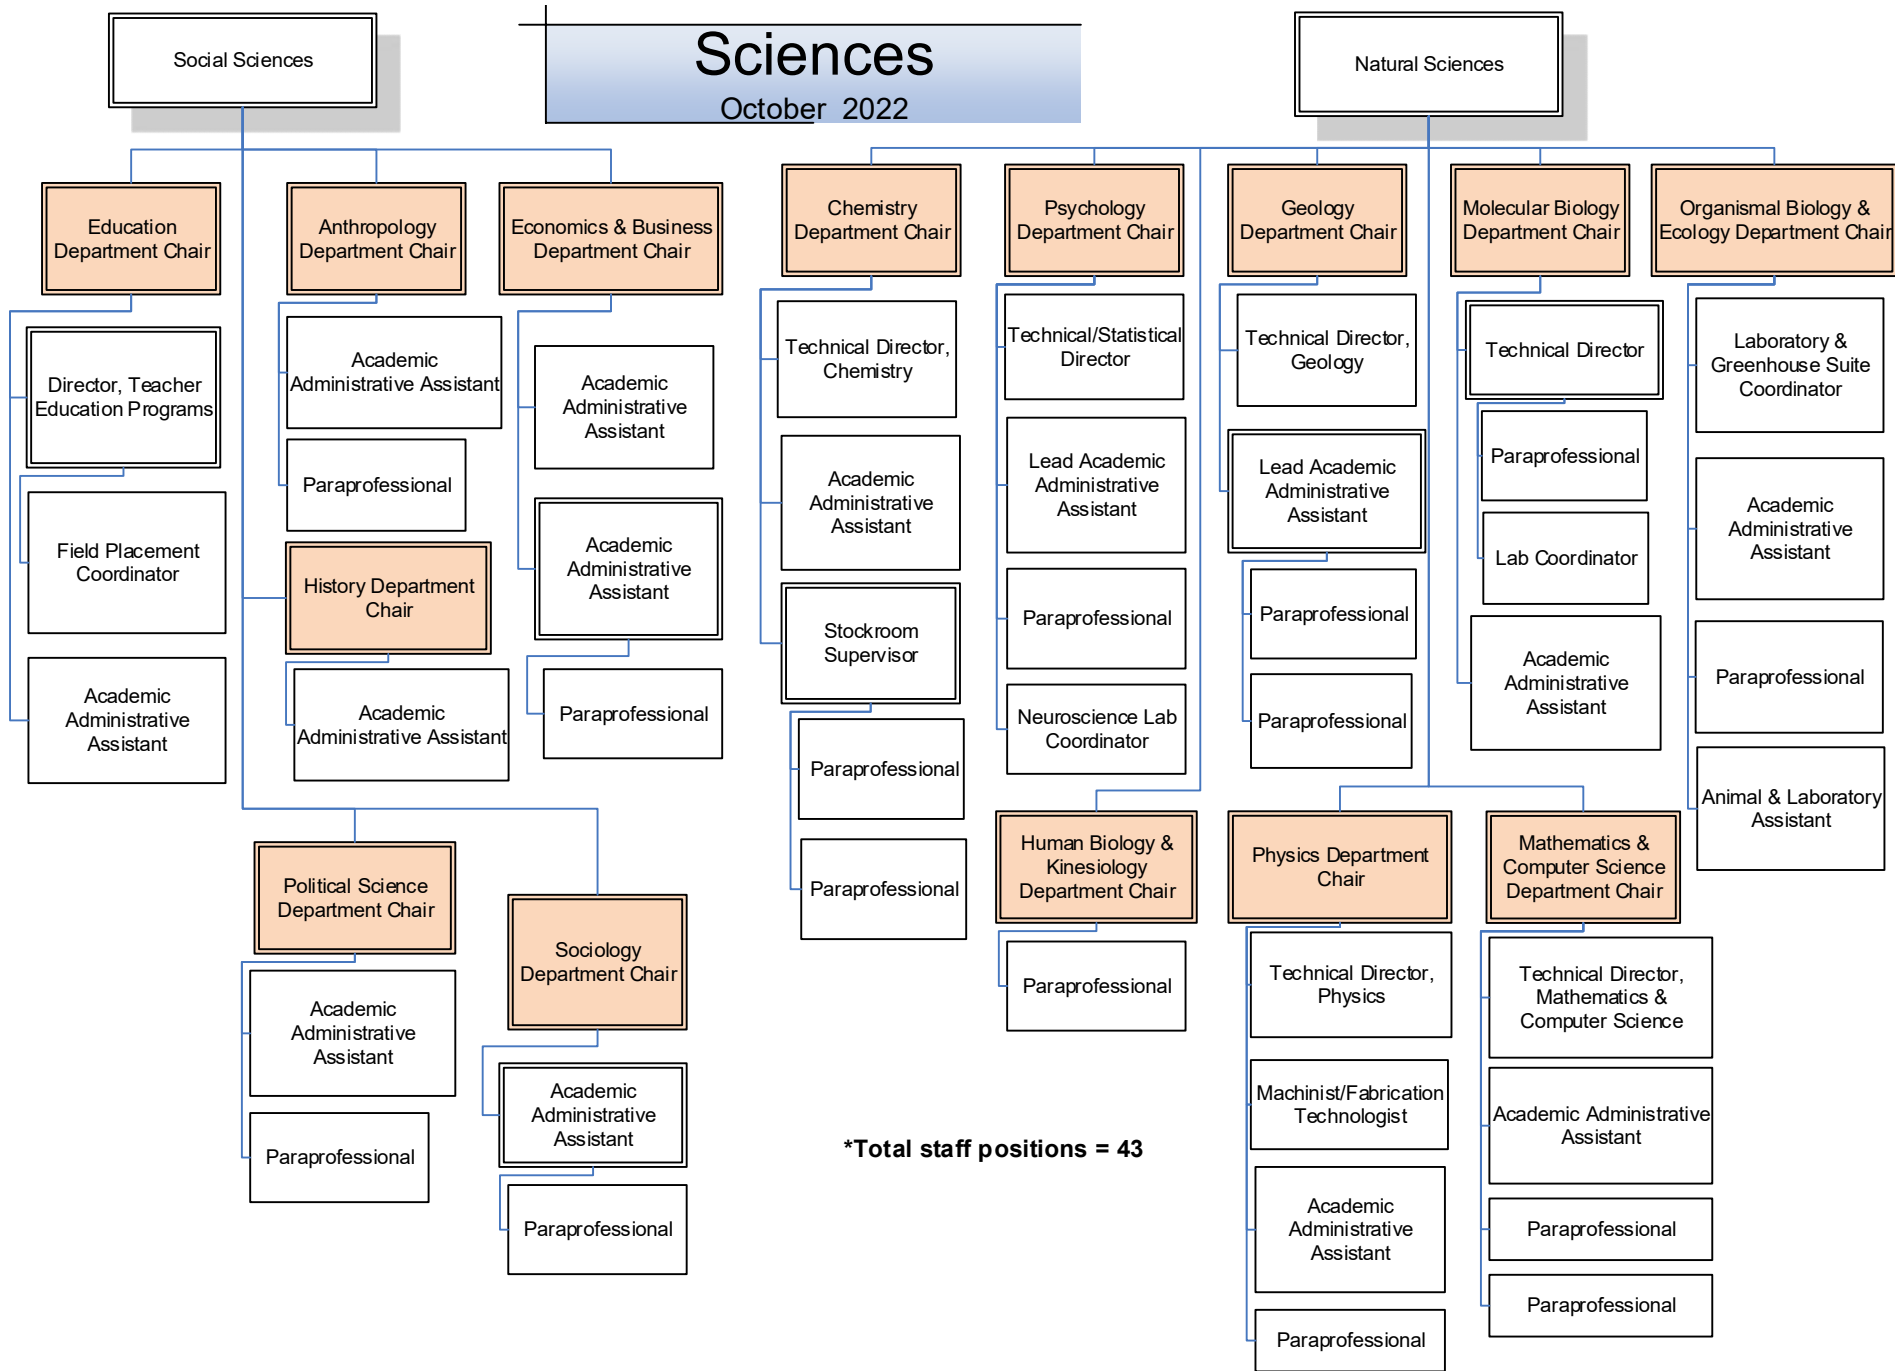 Social Sciences
Sciences
October 2022
Natural Sciences
Education
Department Chair
Director, Teacher
Education Programs
Field Placement
Coordinator
Academic
Administrative
Assistant
Anthropology
Department Chair
Academic
Administrative Assistant
Paraprofessional
History Department
Chair
Academic
Administrative Assistant
Economics & Business
Department Chair
Academic
Administrative
Assistant
Academic
Administrative
Assistant
Paraprofessional
Political Science
Department Chair
Academic
Administrative
Assistant
Paraprofessional
Sociology
Department Chair
Academic
Administrative
Assistant
Paraprofessional
Chemistry
Department Chair
Technical Director,
Chemistry
Academic
Administrative
Assistant
Stockroom
Supervisor
Paraprofessional
Paraprofessional
Psychology
Department Chair
Technical/Statistical
Director
Lead Academic
Administrative
Assistant
Paraprofessional
Neuroscience Lab
Coordinator
Geology
Department Chair
Technical Director,
Geology
Lead Academic
Administrative
Assistant
Paraprofessional
Paraprofessional
Molecular Biology
Department Chair
Technical Director
Paraprofessional
Lab Coordinator
Academic
Administrative
Assistant
Organismal Biology &
Ecology Department Chair
Laboratory &
Greenhouse Suite
Coordinator
Academic
Administrative
Assistant
Paraprofessional
Animal & Laboratory
Assistant
Human Biology &
Kinesiology
Department Chair
Paraprofessional
Physics Department
Chair
Technical Director,
Physics
Machinist/Fabrication
Technologist
Academic
Administrative
Assistant
Paraprofessional
Mathematics &
Computer Science
Department Chair
Technical Director,
Mathematics &
Computer Science
Academic Administrative
Assistant
Paraprofessional
Paraprofessional
*Total staff positions = 43